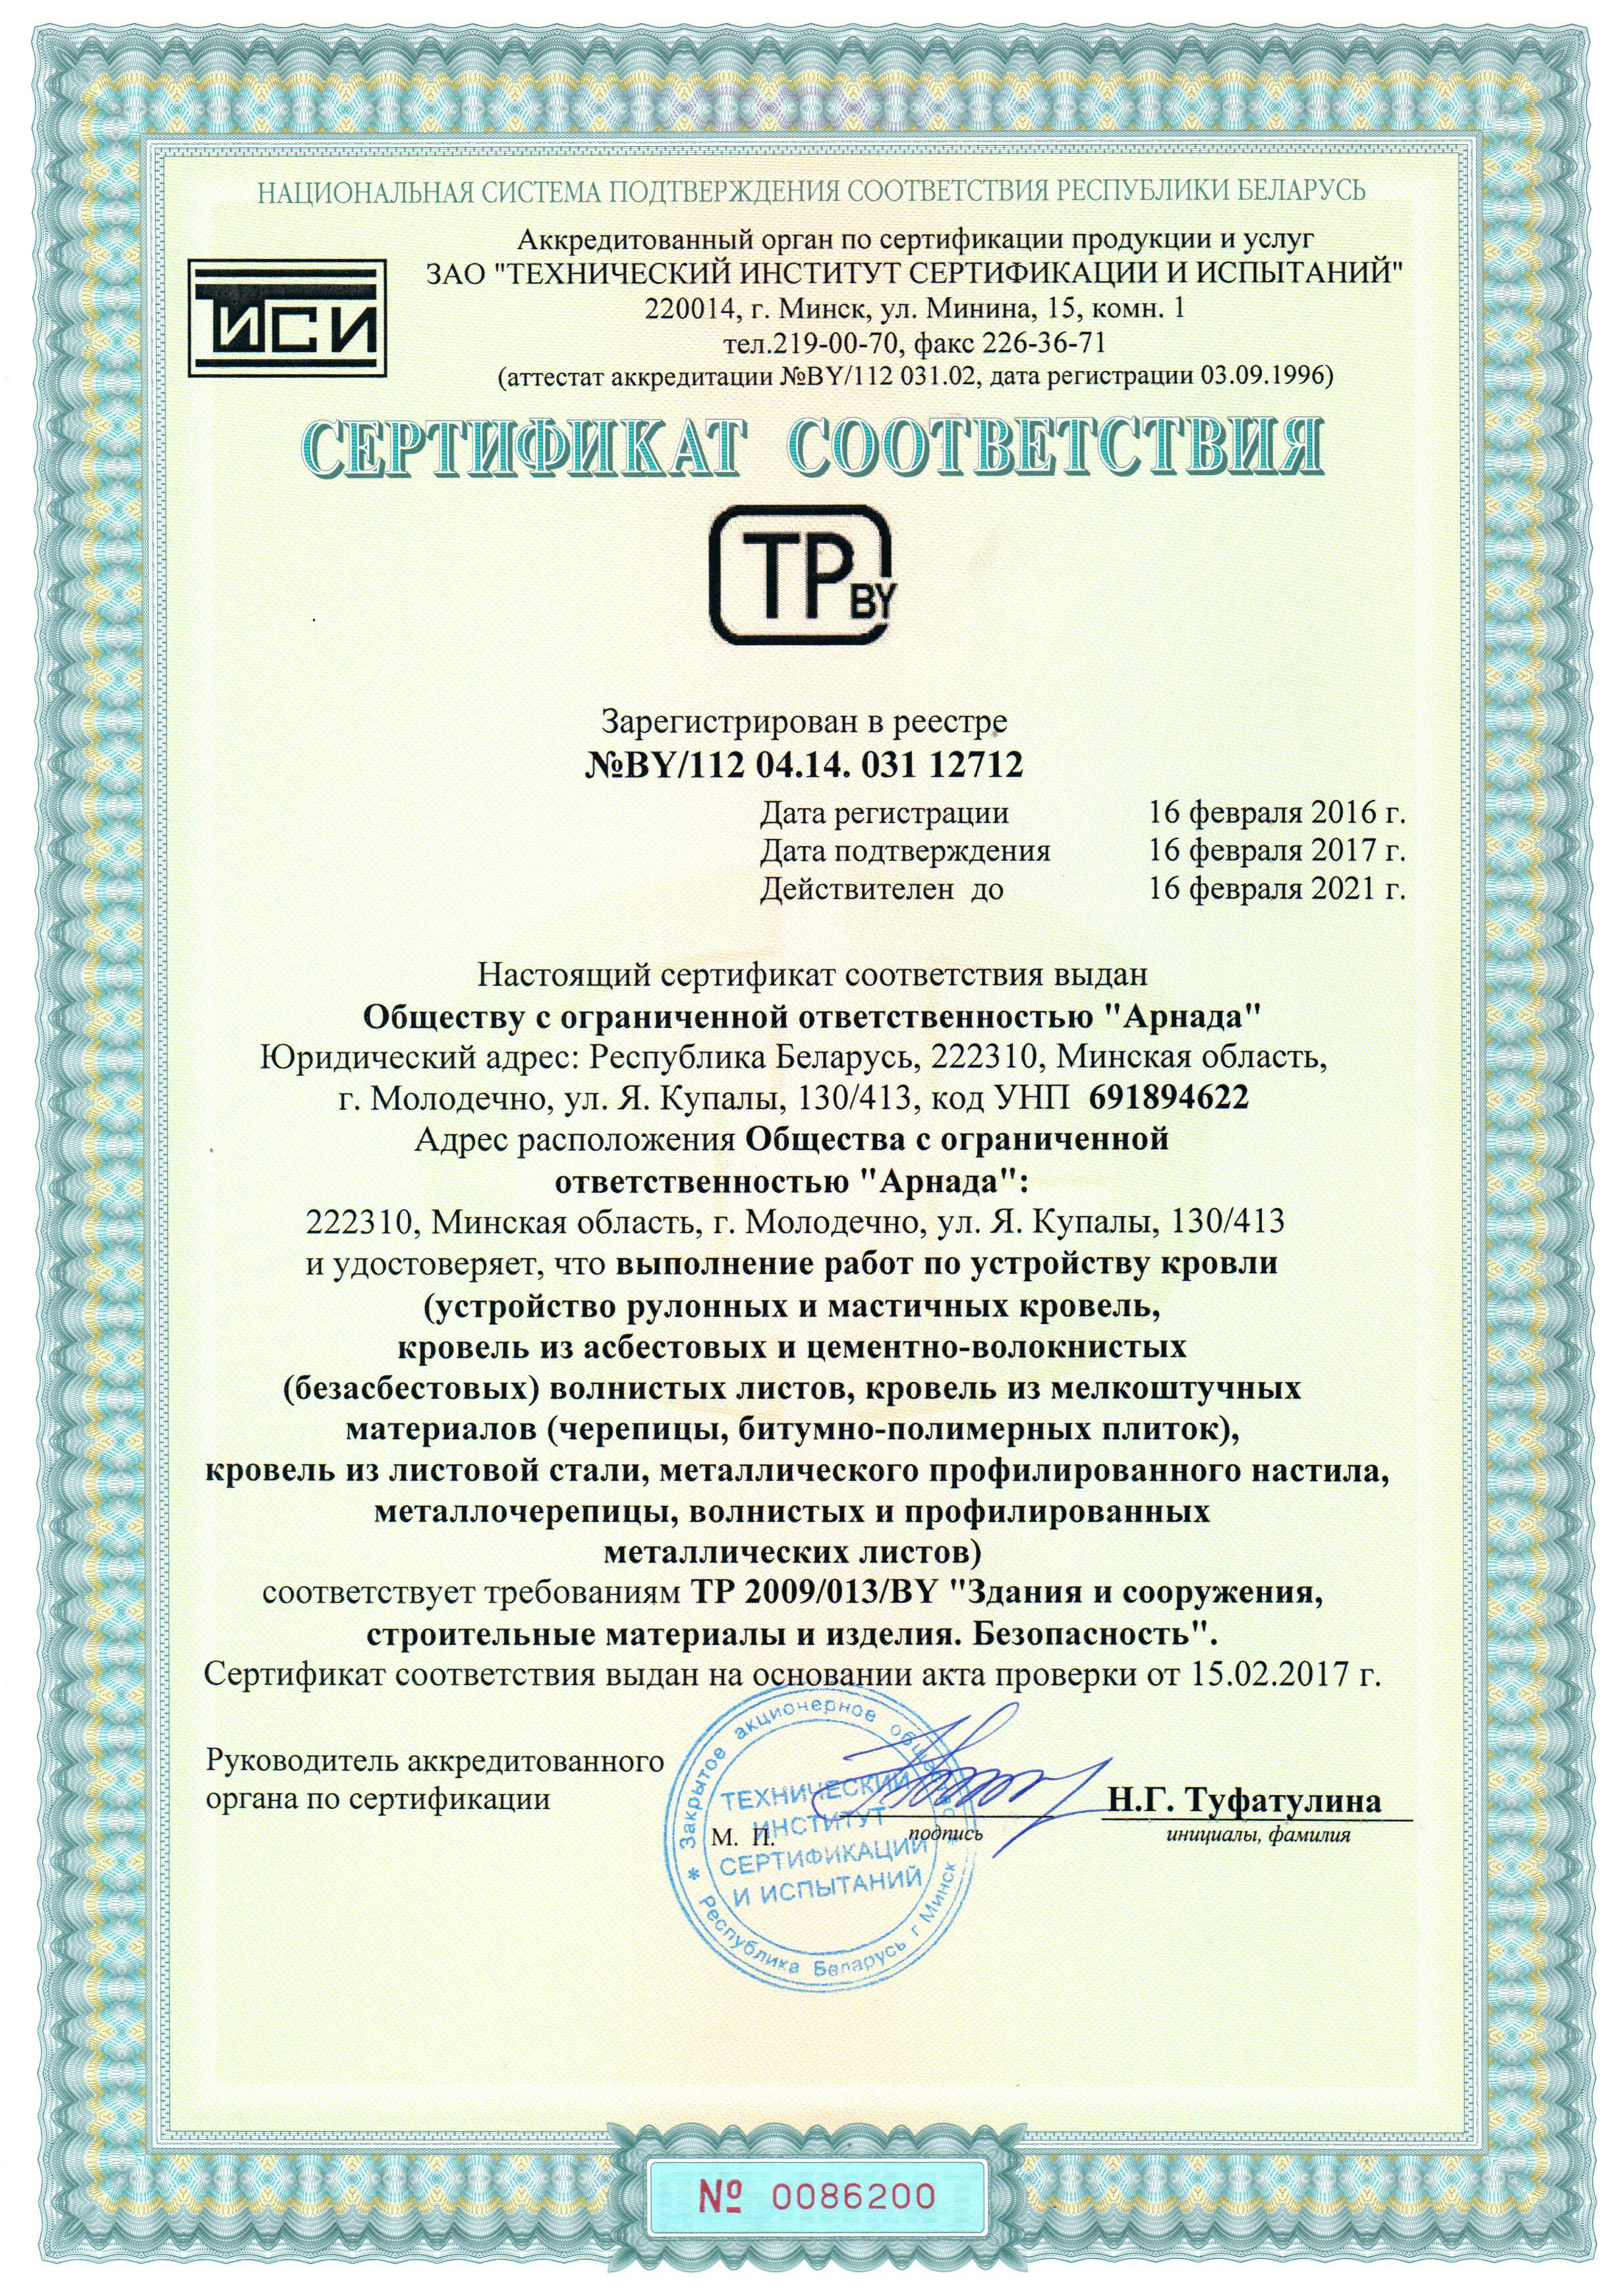 НАЦИОНАЛЬНАЯ СИСТЕМА ПОДТВЕРЖДЕНИЯ СООТВЕТСТВИЯ РЕСПУБЛИКИ БЕЛАРУСЬ
Аккредитованный орган по сертификации продукции и услуг
ЗАО "ТЕХНИЧЕСКИЙ ИНСТИТУТ СЕРТИФИКАЦИИ И ИСПЫТАНИЙ"
220014, г. Минск, ул. Минина, 15, комн. 1
тел.219-00-70, факс 226-36-71
(аттестат аккредитации №BY/112 031.02, дата регистрации 03.09.1996)
ТИСИ
СЕРТИФИКАТ СООТВЕТСТВИЯ
ТР BY
Зарегистрирован в реестре
№BY/112 04.14. 031 12712
Дата регистрации 16 февраля 2016 г.
Дата подтверждения 16 февраля 2017 г.
Действителен до 16 февраля 2021 г.
Настоящий сертификат соответствия выдан
Обществу с ограниченной ответственностью "Арнада"
Юридический адрес: Республика Беларусь, 222310, Минская область,
г. Молодечно, ул. Я. Купалы, 130/413, код УНП 691894622
Адрес расположения Общества с ограниченной
ответственностью "Арнада":
222310, Минская область, г. Молодечно, ул. Я. Купалы, 130/413
и удостоверяет, что выполнение работ по устройству кровли
(устройство рулонных и мастичных кровель,
кровель из асбестовых и цементно-волокнистых
(безасбестовых) волнистых листов, кровель из мелкоштучных
материалов (черепицы, битумно-полимерных плиток),
кровель из листовой стали, металлического профилированного настила,
металлочерепицы, волнистых и профилированных
металлических листов)
соответствует требованиям ТР 2009/013/BY "Здания и сооружения,
строительные материалы и изделия. Безопасность".
Сертификат соответствия выдан на основании акта проверки от 15.02.2017 г.
Руководитель аккредитованного
органа по сертификации
Н.Г. Туфатулина
М. П.
подпись
инициалы, фамилия
Закрытое акционерное общество
ТЕХНИЧЕСКИЙ
ИНСТИТУТ
СЕРТИФИКАЦИИ
И ИСПЫТАНИЙ
* Республика Беларусь г Минск *
№ 0086200